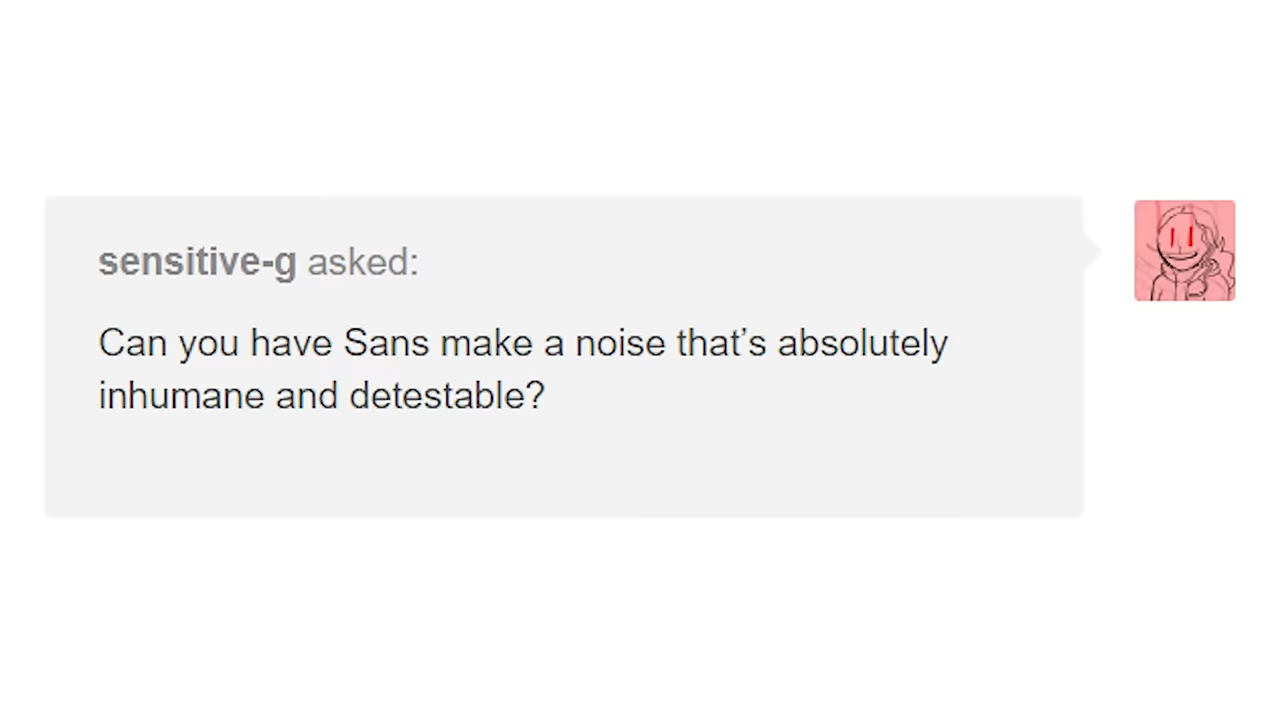 sensitive-g asked:
Can you have Sans make a noise that’s absolutely
inhumane and detestable?